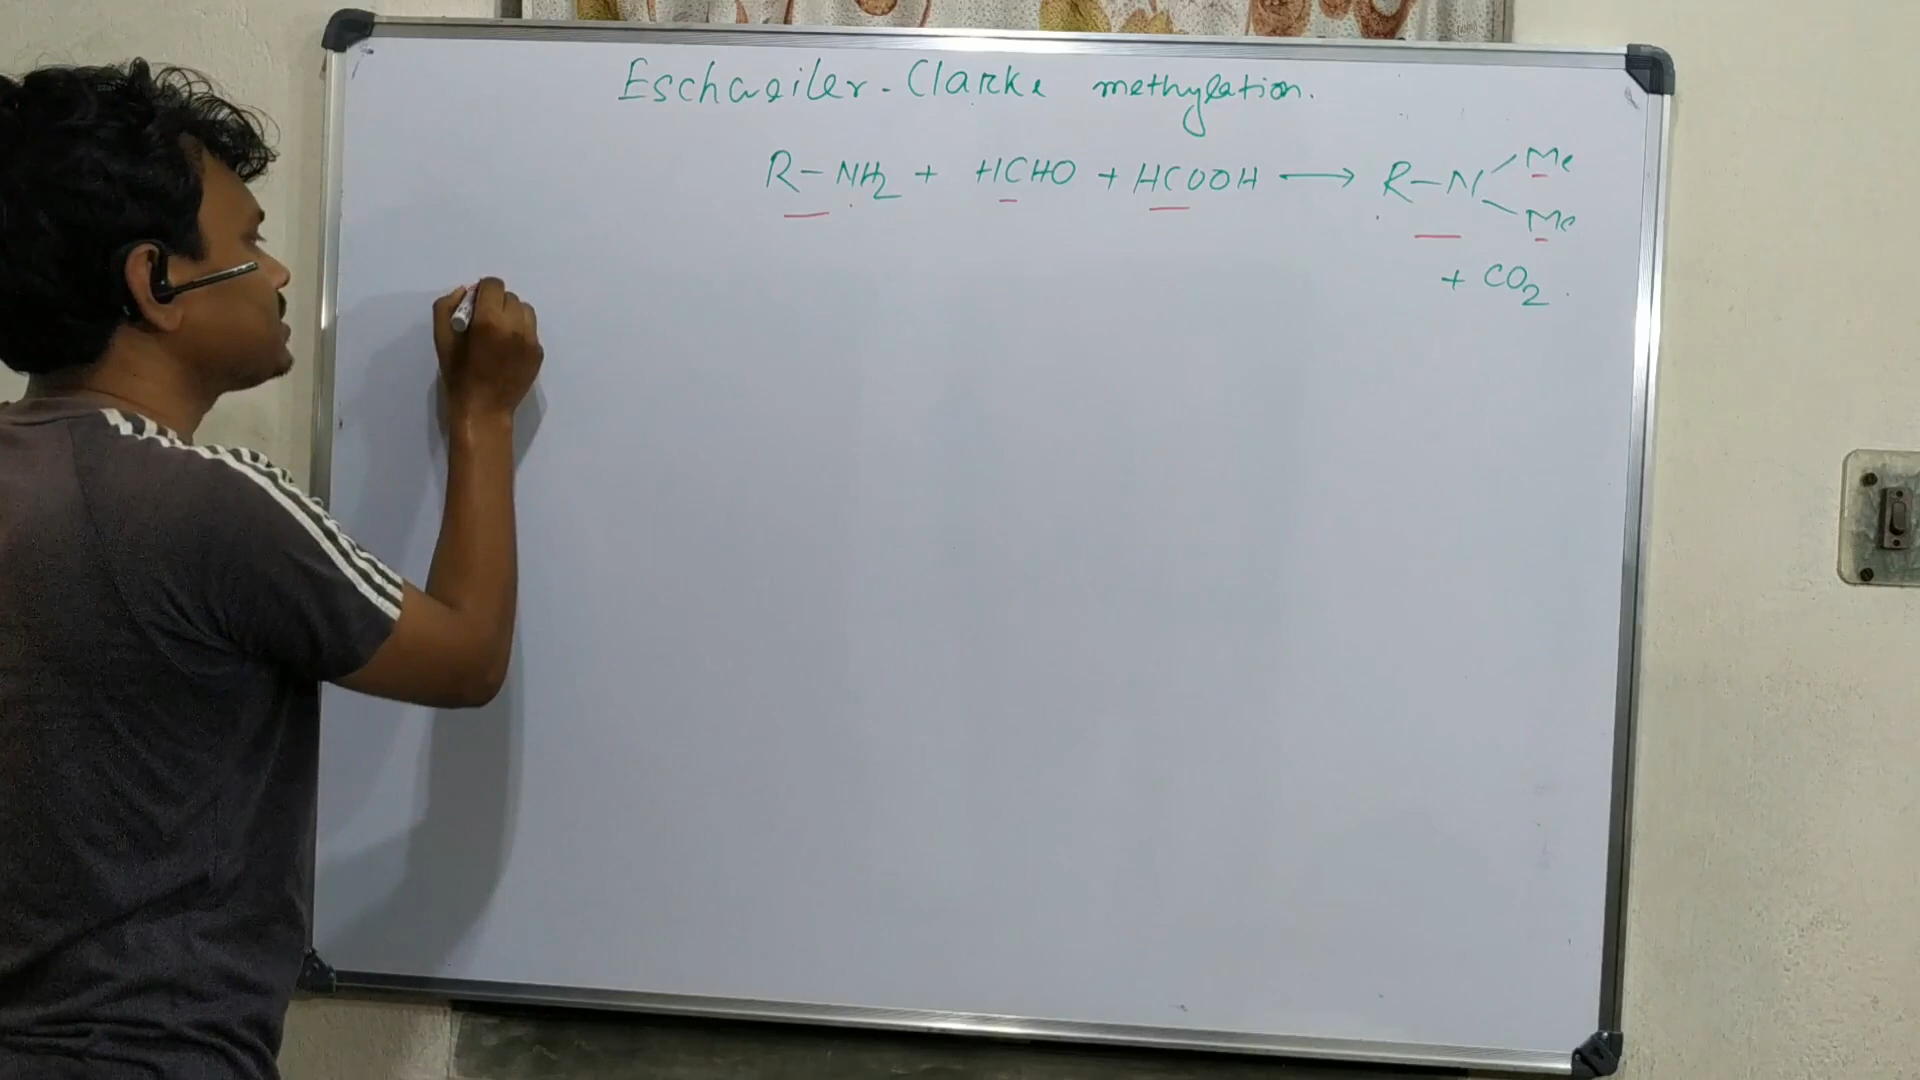 Eschweiler-Clarke methylation.
R-NH2 + HCHO + HCOOH ⟶ R-N Me
Me
+ CO2